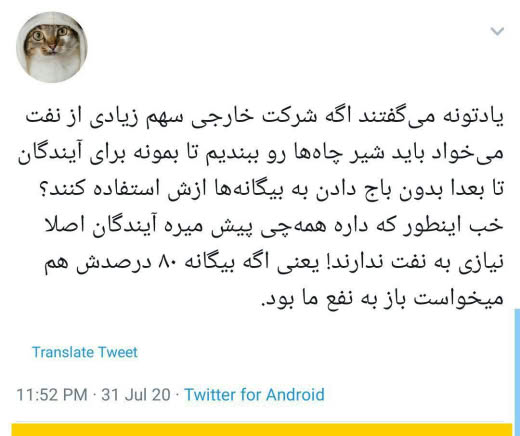 یادتونه می‌گفتند اگه شرکت خارجی سهم زیادی از نفت
می‌خواد باید شیر چاه‌ها رو ببندیم تا بمونه برای آیندگان
تا بعدا بدون باج دادن به بیگانه‌ها ازش استفاده کنند؟
خب اینطور که داره همه‌چی پیش میره آیندگان اصلا
نیازی به نفت ندارند! یعنی اگه بیگانه ۸۰ درصدش هم
میخواست باز به نفع ما بود.
Translate Tweet
11:52 PM · 31 Jul 20 · Twitter for Android